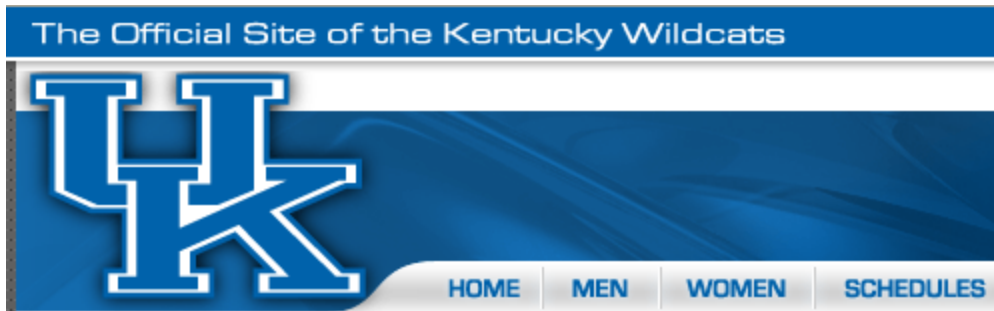 The Official Site of the Kentucky Wildcats
UK
HOME MEN WOMEN SCHEDULES